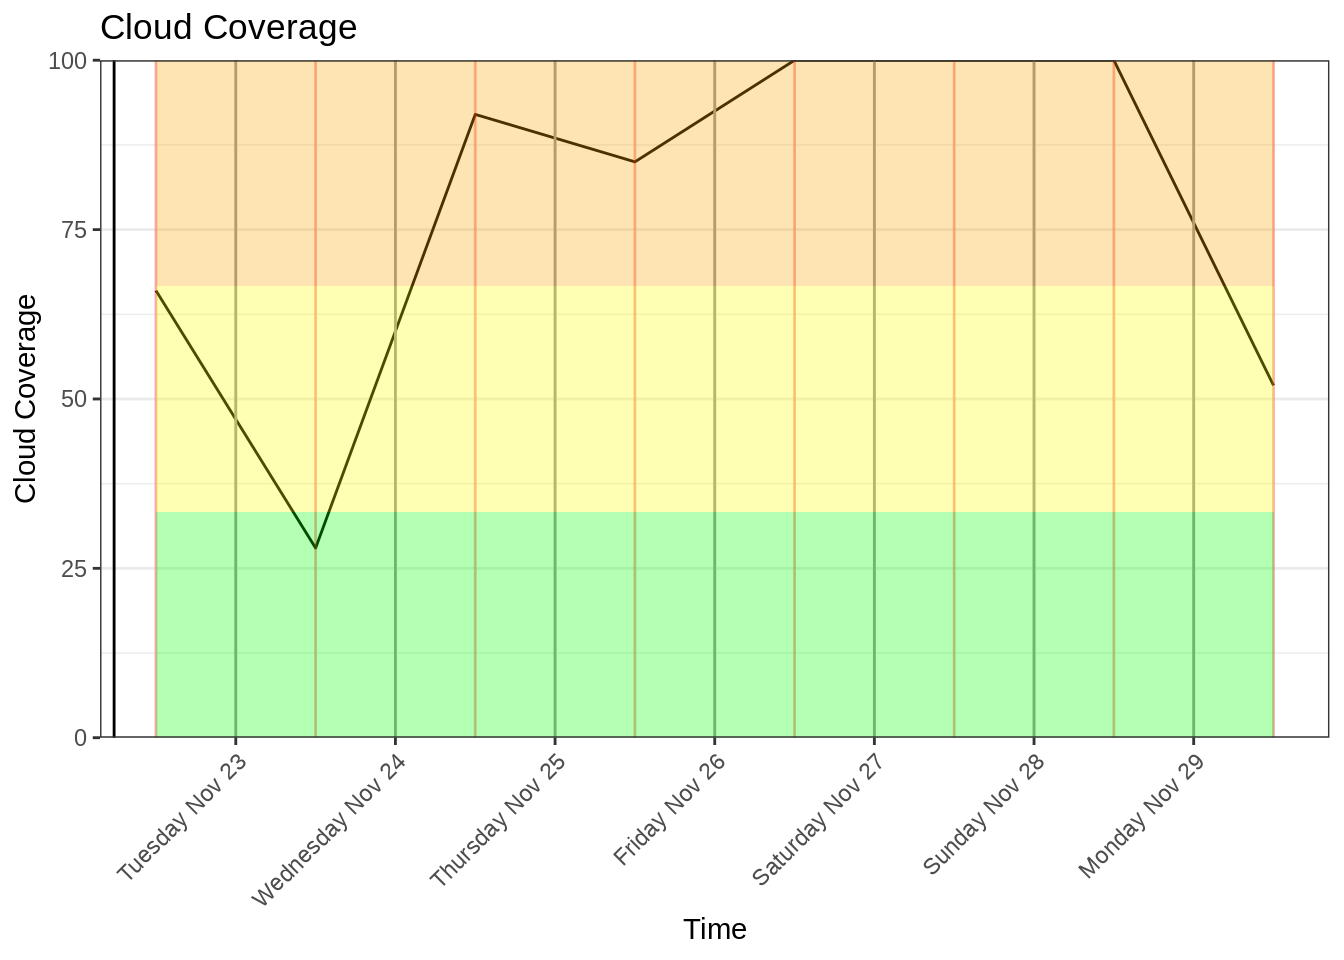 Cloud Coverage
100
75
50
25
0
Cloud Coverage
Tuesday Nov 23
Wednesday Nov 24
Thursday Nov 25
Friday Nov 26
Saturday Nov 27
Sunday Nov 28
Monday Nov 29
Time